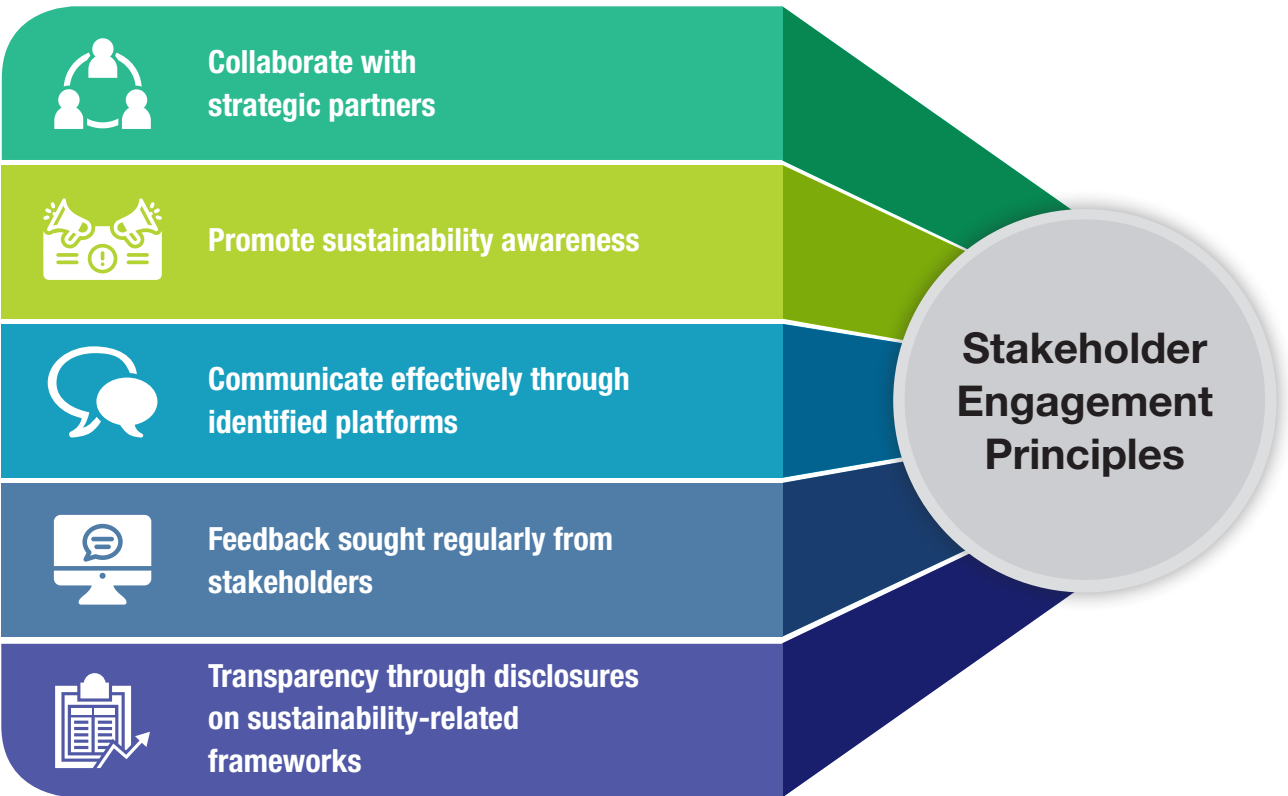 Collaborate with
strategic partners
Promote sustainability awareness
Communicate effectively through
identified platforms
Feedback sought regularly from
stakeholders
Transparency through disclosures
on sustainability-related
frameworks
Stakeholder
Engagement
Principles